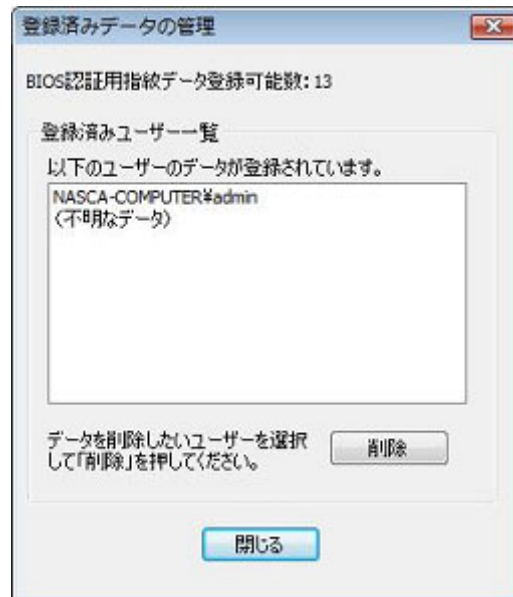 登録済みデータの管理
BIOS認証用指紋データ登録可能数: 13
登録済みユーザー一覧
以下のユーザーのデータが登録されています。
NASCA-COMPUTER¥admin
(不明なデータ)
データを削除したいユーザーを選択
して「削除」を押してください。
削除
閉じる